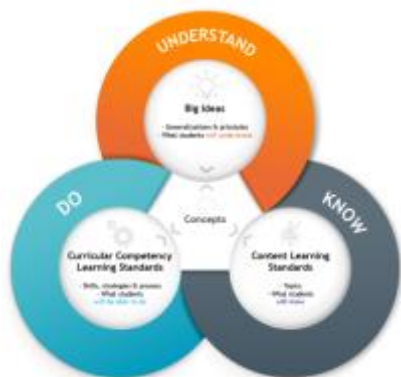 UNDERSTAND
Big Ideas
- Generalizations & principles
- What students will understand
DO
KNOW
Concepts
Curricular Competency
Learning Standards
- Skills, strategies & process
- What students
will be able to do
Content Learning
Standards
- Topics
- What students
will know